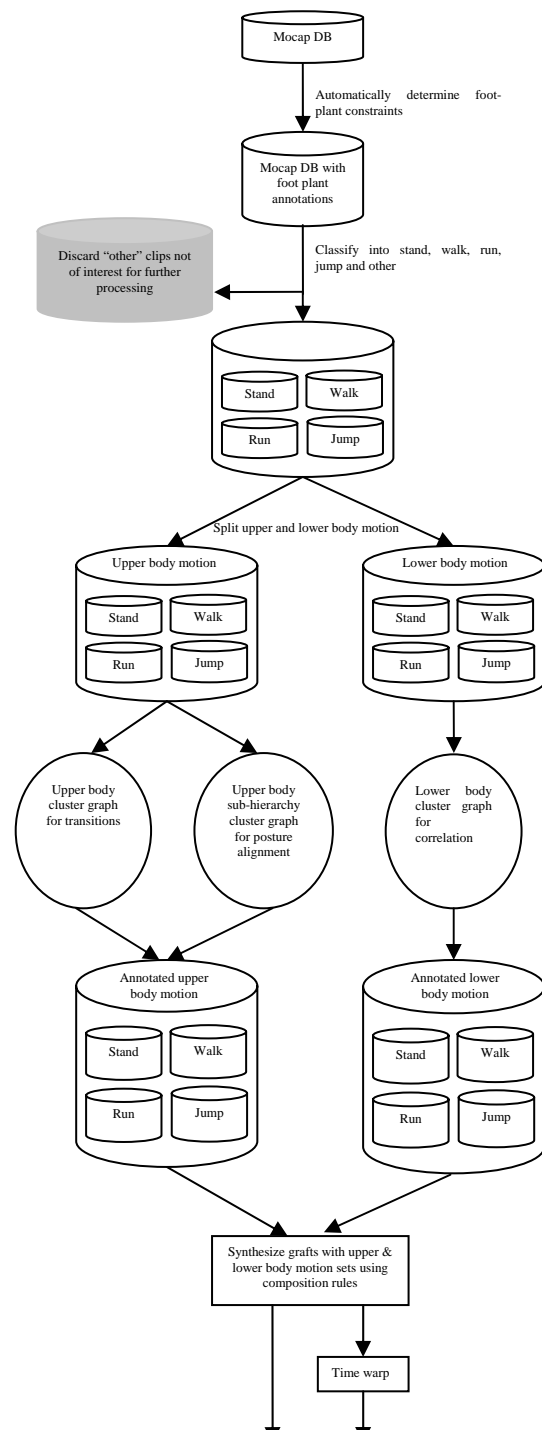 Mocap DB
Automatically determine foot-
plant constraints
Mocap DB with
foot plant
annotations
Discard “other” clips not
of interest for further
processing
Classify into stand, walk, run,
jump and other
Stand
Walk
Run
Jump
Split upper and lower body motion
Upper body motion
Lower body motion
Stand
Walk
Run
Jump
Stand
Walk
Run
Jump
Upper body
cluster graph
for transitions
Upper body
sub-hierarchy
cluster graph
for posture
alignment
Lower body
cluster graph
for
correlation
Annotated upper
body motion
Annotated lower
body motion
Stand
Walk
Run
Jump
Stand
Walk
Run
Jump
Synthesize grafts with upper &
lower body motion sets using
composition rules
Time warp